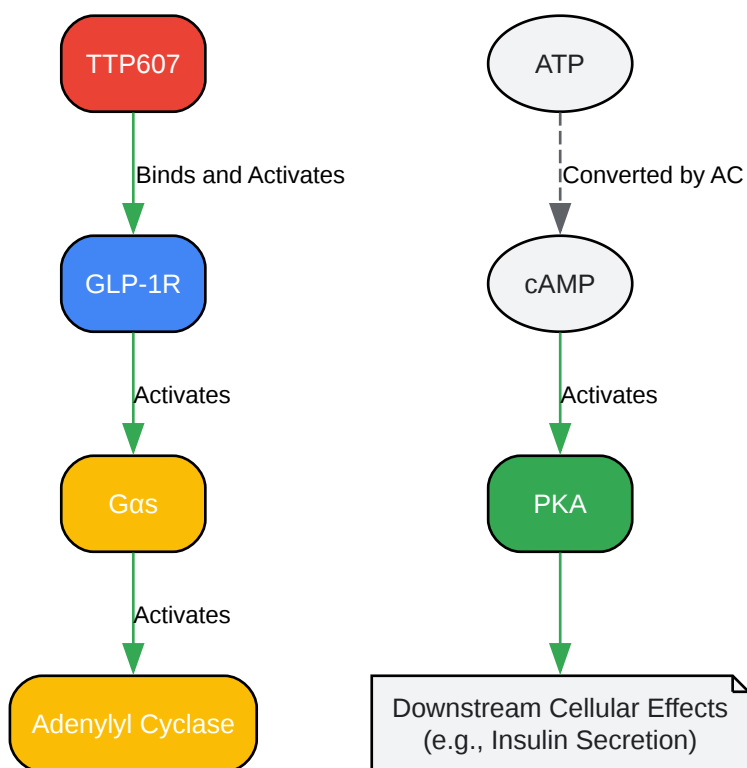 TTP607
Binds and Activates
GLP-1R
Activates
Gαs
Activates
Adenylyl Cyclase
ATP
Converted by AC
cAMP
Activates
PKA
Downstream Cellular Effects
(e.g., Insulin Secretion)